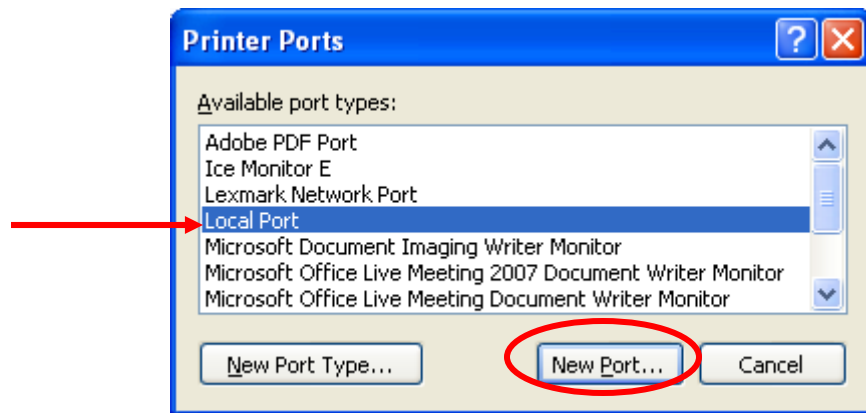 Printer Ports
Available port types:
Adobe PDF Port
Ice Monitor E
Lexmark Network Port
Local Port
Microsoft Document Imaging Writer Monitor
Microsoft Office Live Meeting 2007 Document Writer Monitor
Microsoft Office Live Meeting Document Writer Monitor
New Port Type... New Port... Cancel